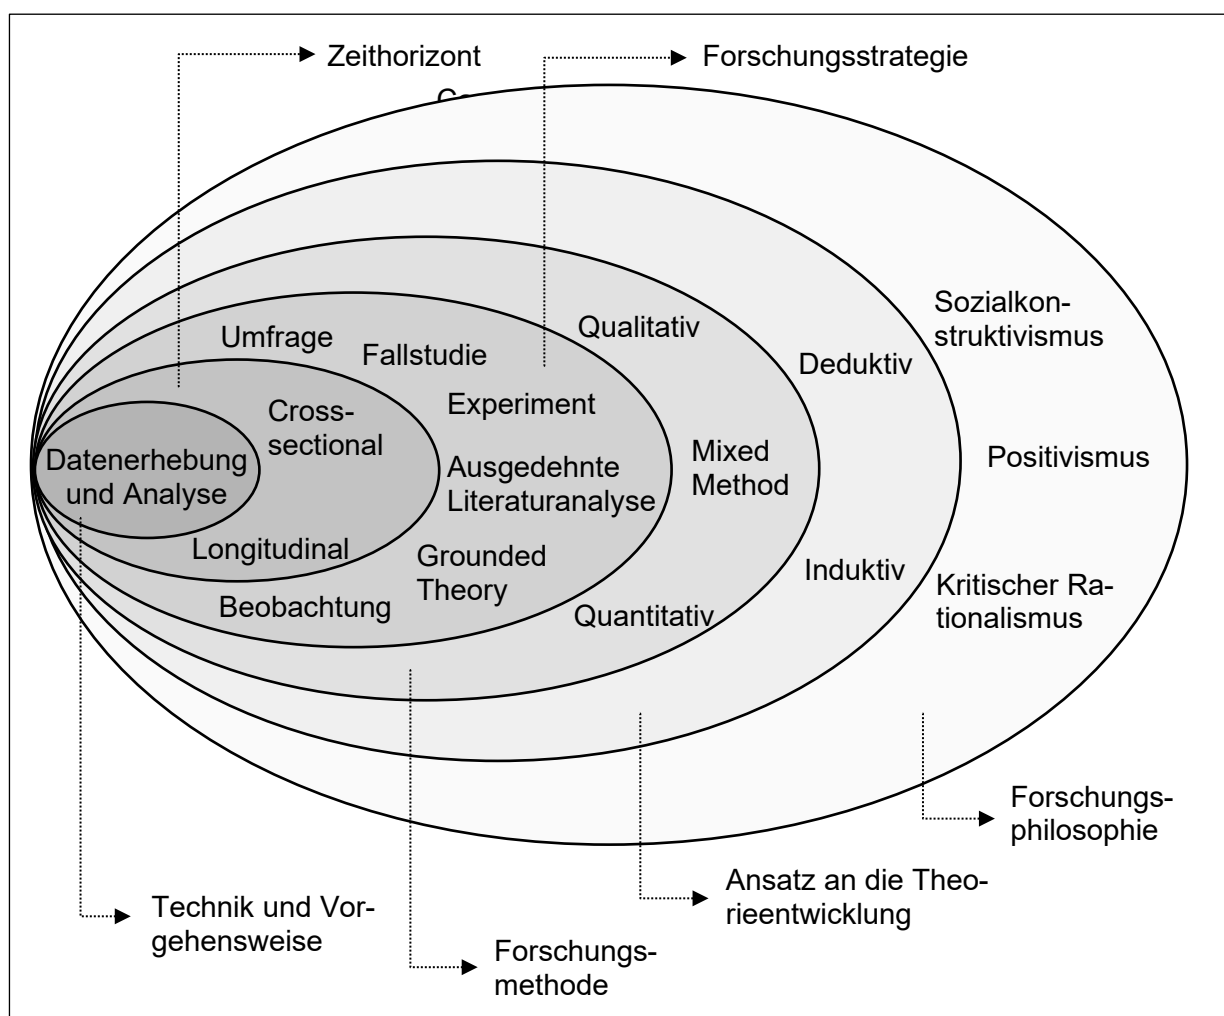 Zeithorizont
Forschungsstrategie
Umfrage
Fallstudie
Qualitativ
Sozialkon-
struktivismus
Deduktiv
Cross-
sectional
Experiment
Datenerhebung
und Analyse
Ausgedehnte
Literaturanalyse
Mixed
Method
Positivismus
Longitudinal
Grounded
Theory
Induktiv
Beobachtung
Quantitativ
Kritischer Ra-
tionalismus
Forschungs-
philosophie
Ansatz an die Theo-
rieentwicklung
Technik und Vor-
gehensweise
Forschungs-
methode